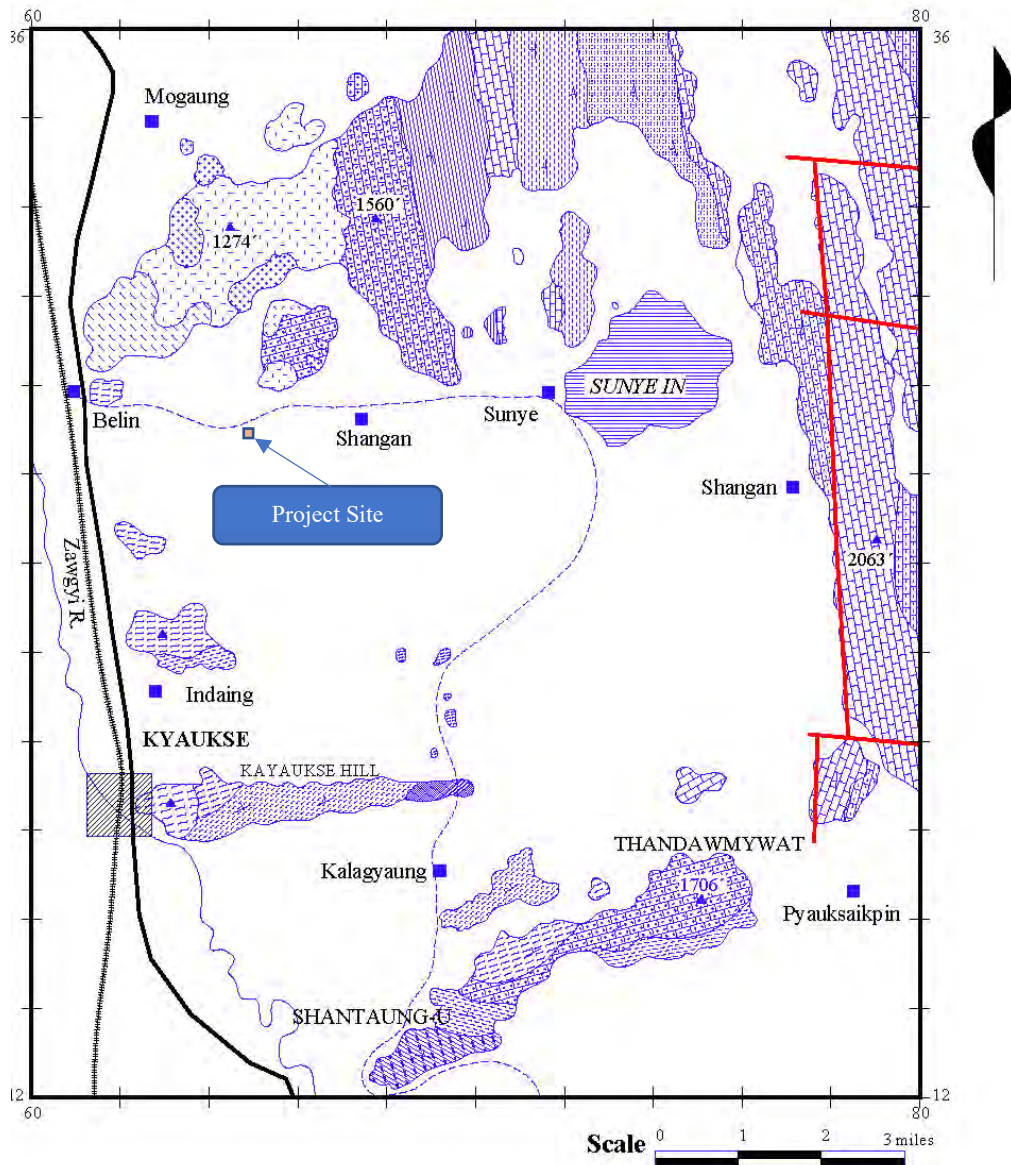 60
80
36
36
Mogaung
1560´
1274´
SUNYE IN
Belin
Sunye
Shangan
Shangan
Project Site
2063´
Zawgyi R.
Indaing
KYAUKSE
KAYAUKSE HILL
THANDAWMYWAT
Kalagyaung
1706´
Pyauksaikpin
SHANTAUNG-U
12
12
60
80
Scale
0 1 2 3 miles